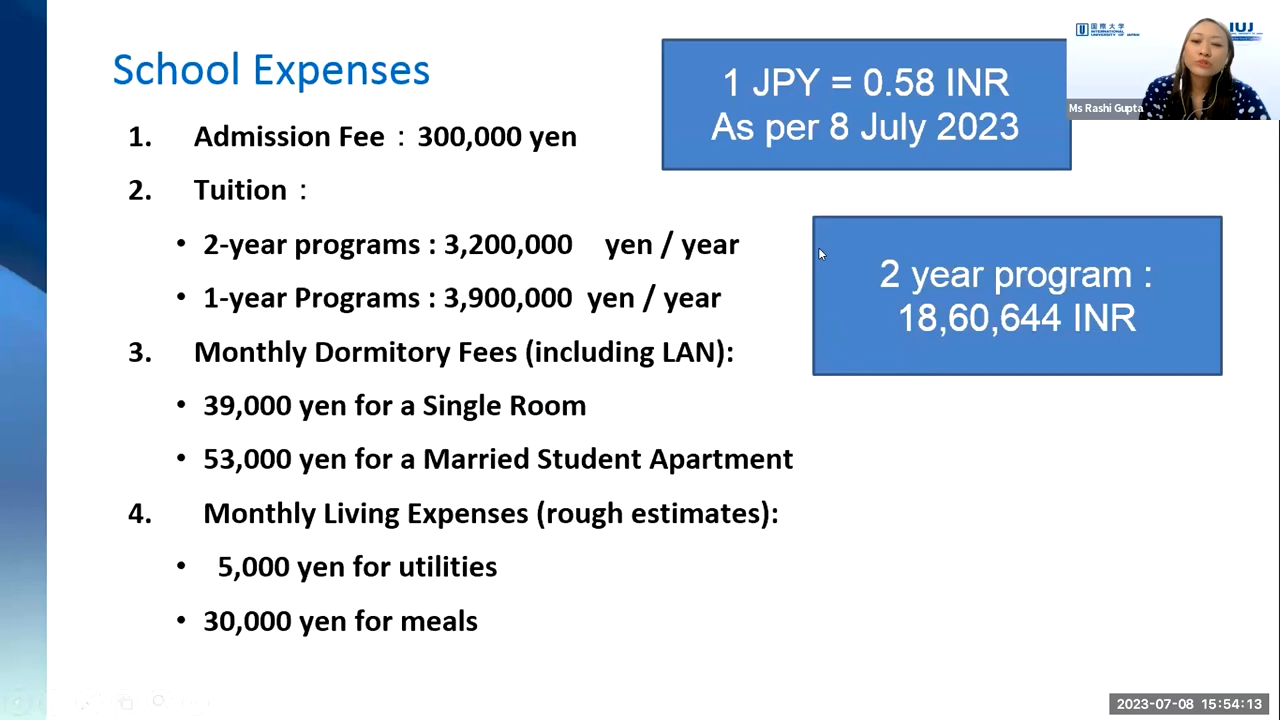 School Expenses
1. Admission Fee：300,000 yen
2. Tuition：
• 2-year programs : 3,200,000 yen / year
• 1-year Programs : 3,900,000 yen / year
3. Monthly Dormitory Fees (including LAN):
• 39,000 yen for a Single Room
• 53,000 yen for a Married Student Apartment
4. Monthly Living Expenses (rough estimates):
• 5,000 yen for utilities
• 30,000 yen for meals
1 JPY = 0.58 INR
As per 8 July 2023
2 year program :
18,60,644 INR
国際大学
INTERNATIONAL
UNIVERSITY OF JAPAN
IUJ
Ms Rashi Gupta
2023-07-08 15:54:13